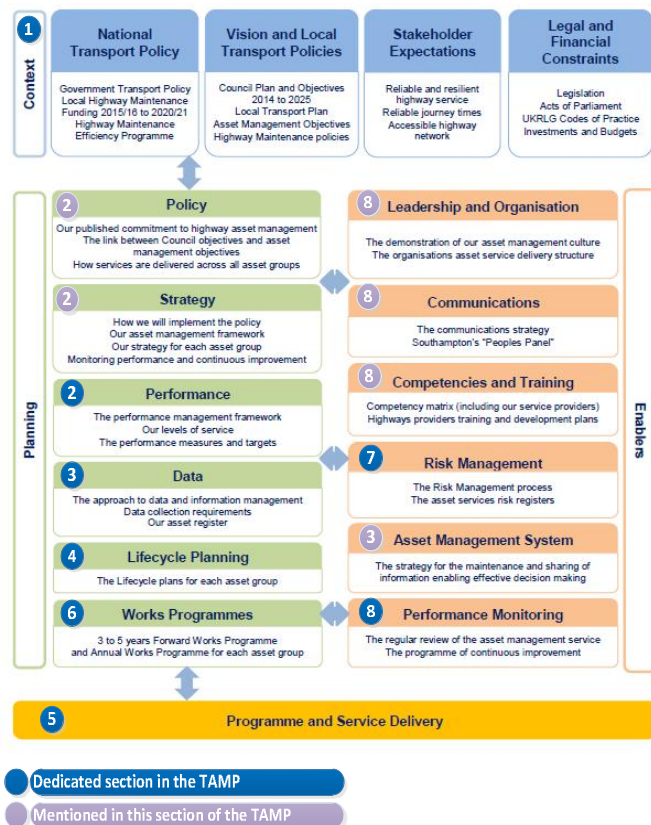 1
Context
National
Transport Policy
Government Transport Policy
Local Highway Maintenance
Funding 2015/16 to 2020/21
Highway Maintenance
Efficiency Programme
Vision and Local
Transport Policies
Council Plan and Objectives
2014 to 2025
Local Transport Plan
Asset Management Objectives
Highway Maintenance policies
Stakeholder
Expectations
Reliable and resilient
highway service
Reliable journey times
Accessible highway
network
Legal and
Financial
Constraints
Legislation
Acts of Parliament
UKRLG Codes of Practice
Investments and Budgets
Planning
2
Policy
Our published commitment to highway asset management
The link between Council objectives and asset
management objectives
How services are delivered across all asset groups
2
Strategy
How we will implement the policy
Our asset management framework
Our strategy for each asset group
Monitoring performance and continuous improvement
2
Performance
The performance management framework
Our levels of service
The performance measures and targets
3
Data
The approach to data and information management
Data collection requirements
Our asset register
4
Lifecycle Planning
The Lifecycle plans for each asset group
6
Works Programmes
3 to 5 years Forward Works Programme
and Annual Works Programme for each asset group
8
Leadership and Organisation
The demonstration of our asset management culture
The organisations asset service delivery structure
8
Communications
The communications strategy
Southampton's "Peoples Panel"
8
Competencies and Training
Competency matrix (including our service providers)
Highways providers training and development plans
7
Risk Management
The Risk Management process
The asset services risk registers
3
Asset Management System
The strategy for the maintenance and sharing of
information enabling effective decision making
8
Performance Monitoring
The regular review of the asset management service
The programme of continuous improvement
Enablers
5
Programme and Service Delivery
Dedicated section in the TAMP
Mentioned in this section of the TAMP